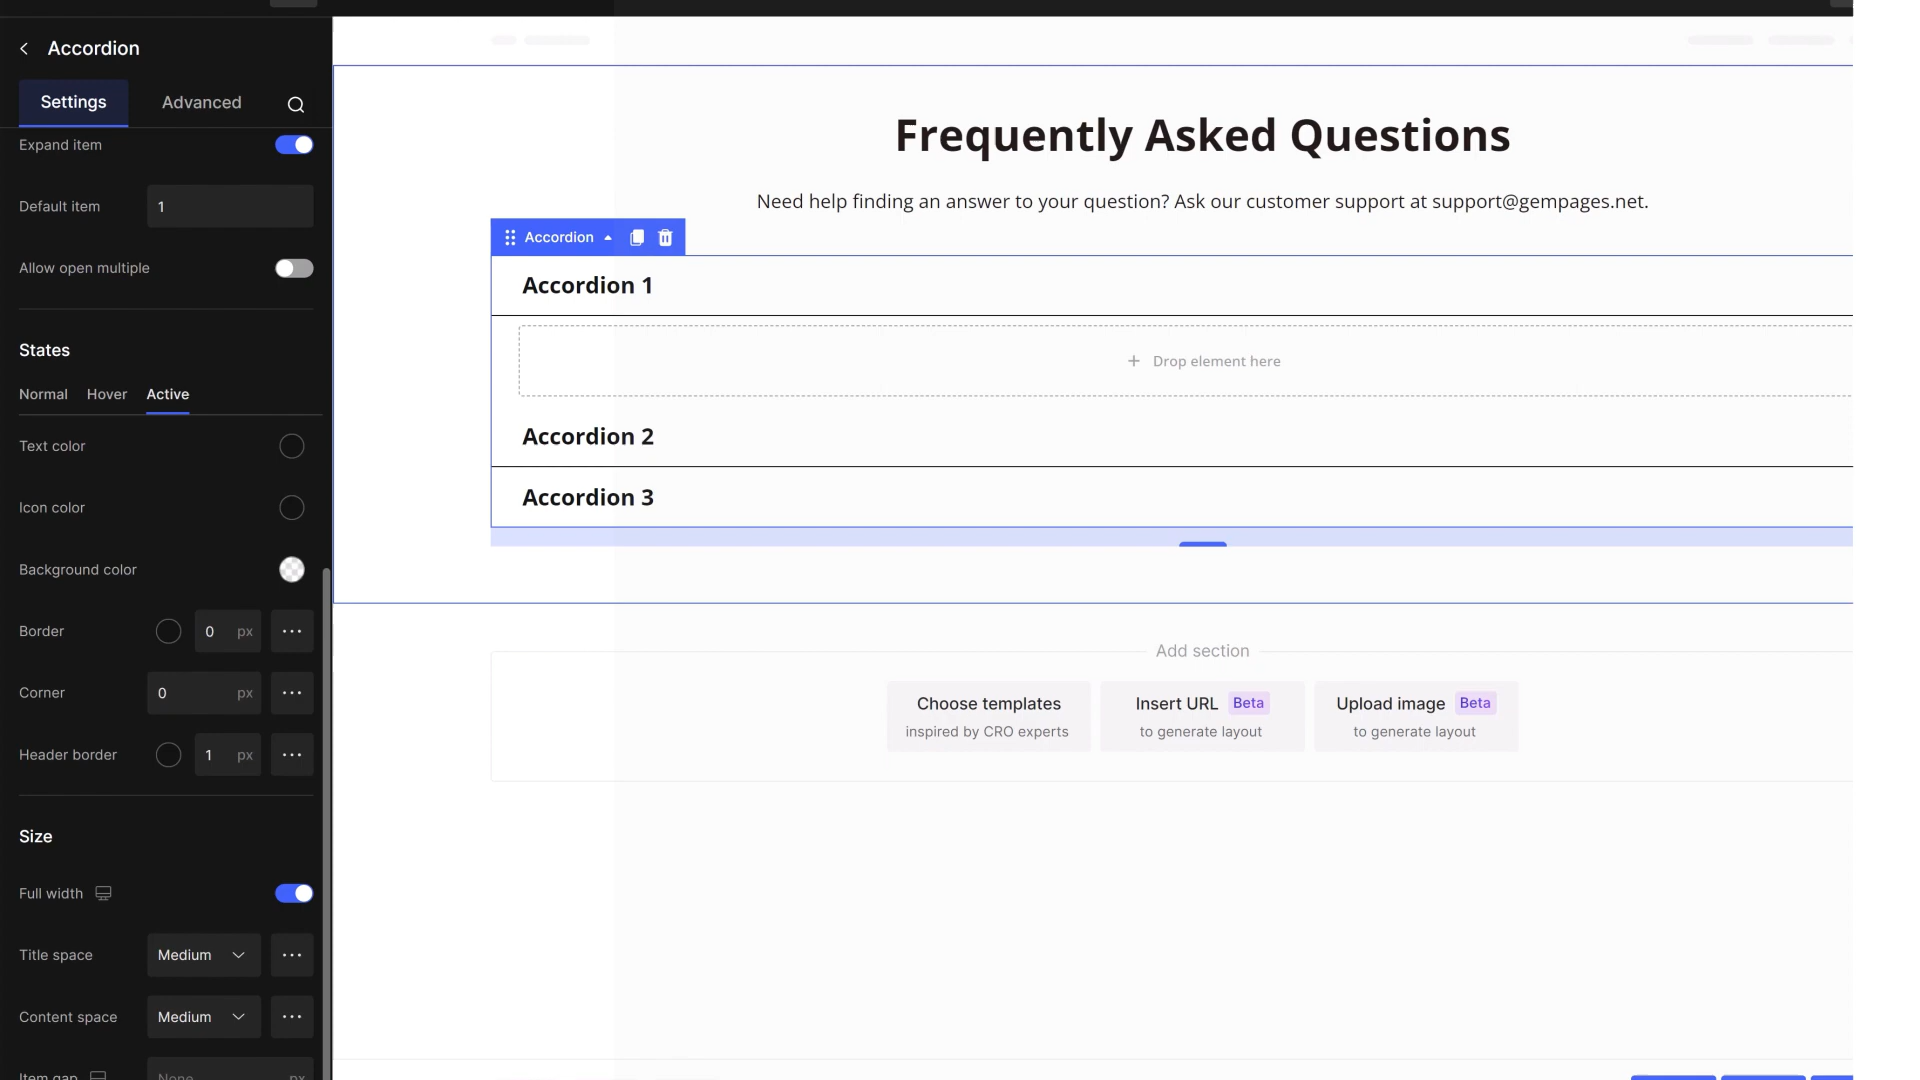 Accordion
Settings
Advanced
Expand item
Default item
1
Allow open multiple
States
Normal
Hover
Active
Text color
Icon color
Background color
Border
0
px
Corner
0
px
Header border
1
px
Size
Full width
Title space
Medium
Content space
Medium
Item gap
None
px
Frequently Asked Questions
Need help finding an answer to your question? Ask our customer support at support@gempages.net.
Accordion
Accordion 1
Drop element here
Accordion 2
Accordion 3
Add section
Choose templates
inspired by CRO experts
Insert URL
Beta
to generate layout
Upload image
Beta
to generate layout